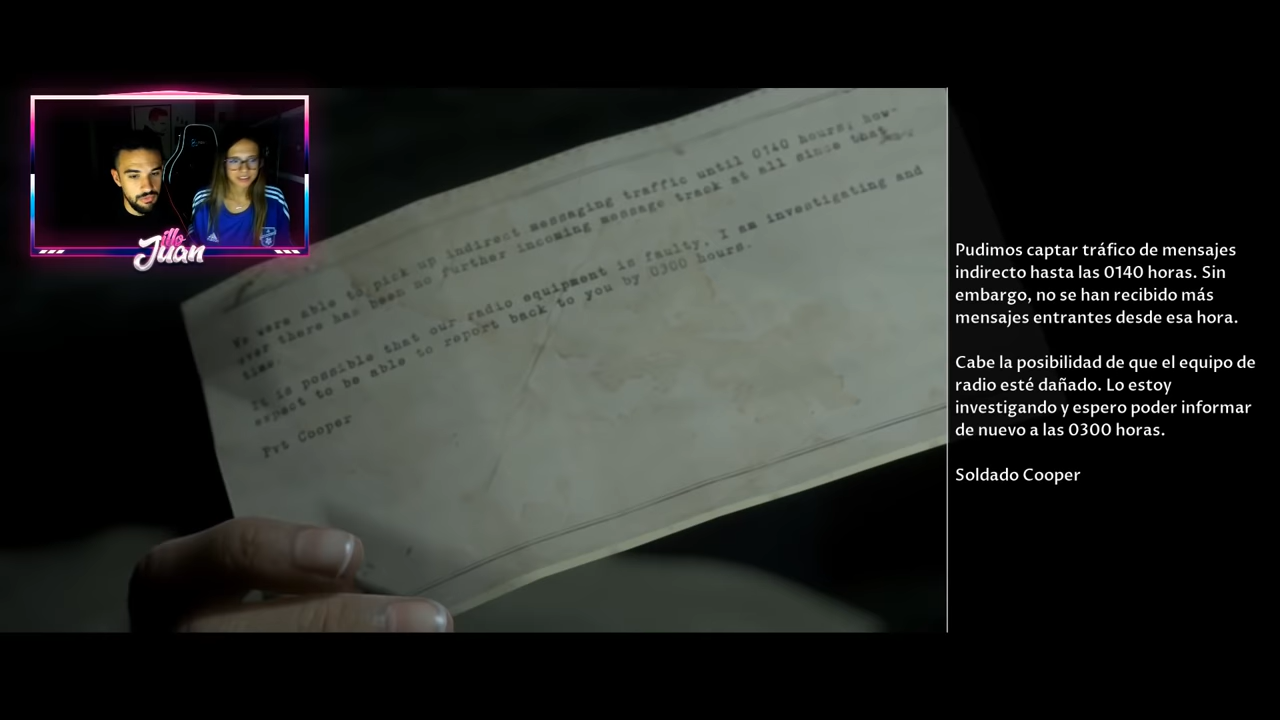 illo
Juan
We were able to pick up indirect messaging traffic until 0140 hours; how-
ever there has been no further incoming message track at all since that
time
It is possible that our radio equipment is faulty. I am investigating and
expect to be able to report back to you by 0300 hours.
Pvt Cooper
Pudimos captar tráfico de mensajes
indirecto hasta las 0140 horas. Sin
embargo, no se han recibido más
mensajes entrantes desde esa hora.
Cabe la posibilidad de que el equipo de
radio esté dañado. Lo estoy
investigando y espero poder informar
de nuevo a las 0300 horas.
Soldado Cooper